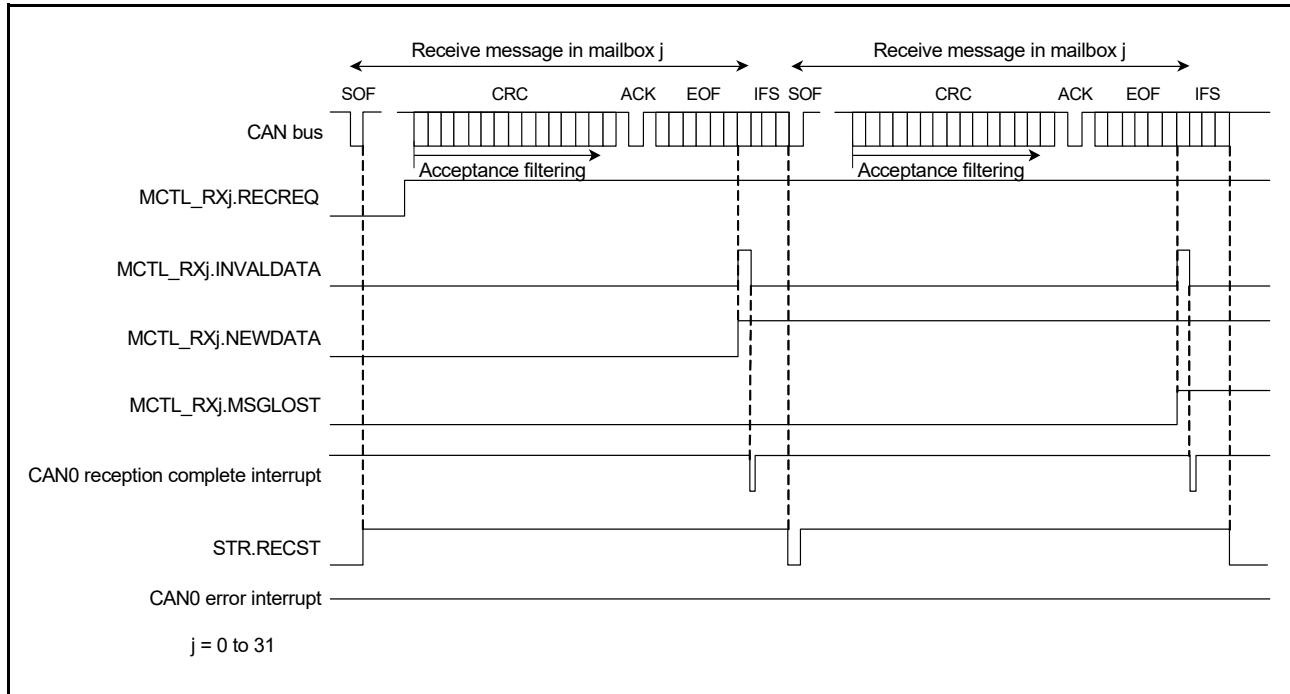 Receive message in mailbox j Receive message in mailbox j
SOF CRC ACK EOF IFS SOF CRC ACK EOF IFS
CAN bus
Acceptance filtering Acceptance filtering
MCTL_RXj.RECREQ
MCTL_RXj.INVALDATA
MCTL_RXj.NEWDATA
MCTL_RXj.MSGLOST
CAN0 reception complete interrupt
STR.RECST
CAN0 error interrupt
j = 0 to 31